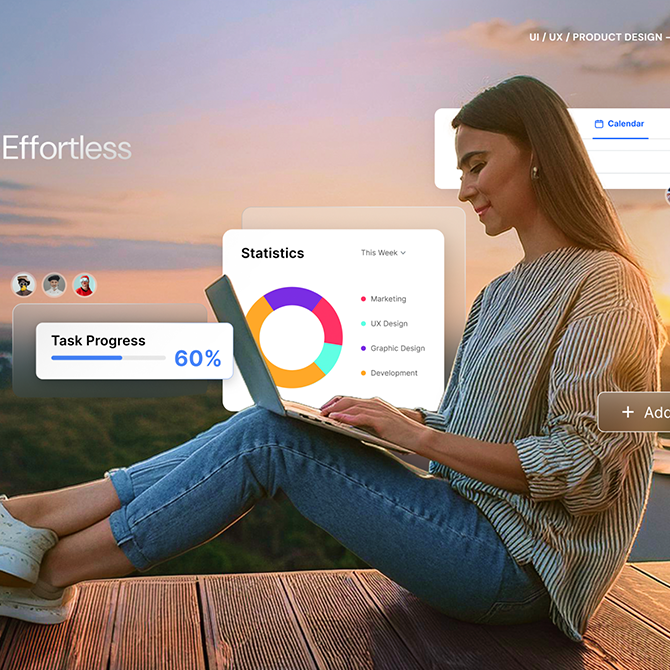 UI / UX / PRODUCT DESIGN
Effortless
Calendar
Statistics
This Week
Marketing
UX Design
Graphic Design
Development
Task Progress
60%
+ Add